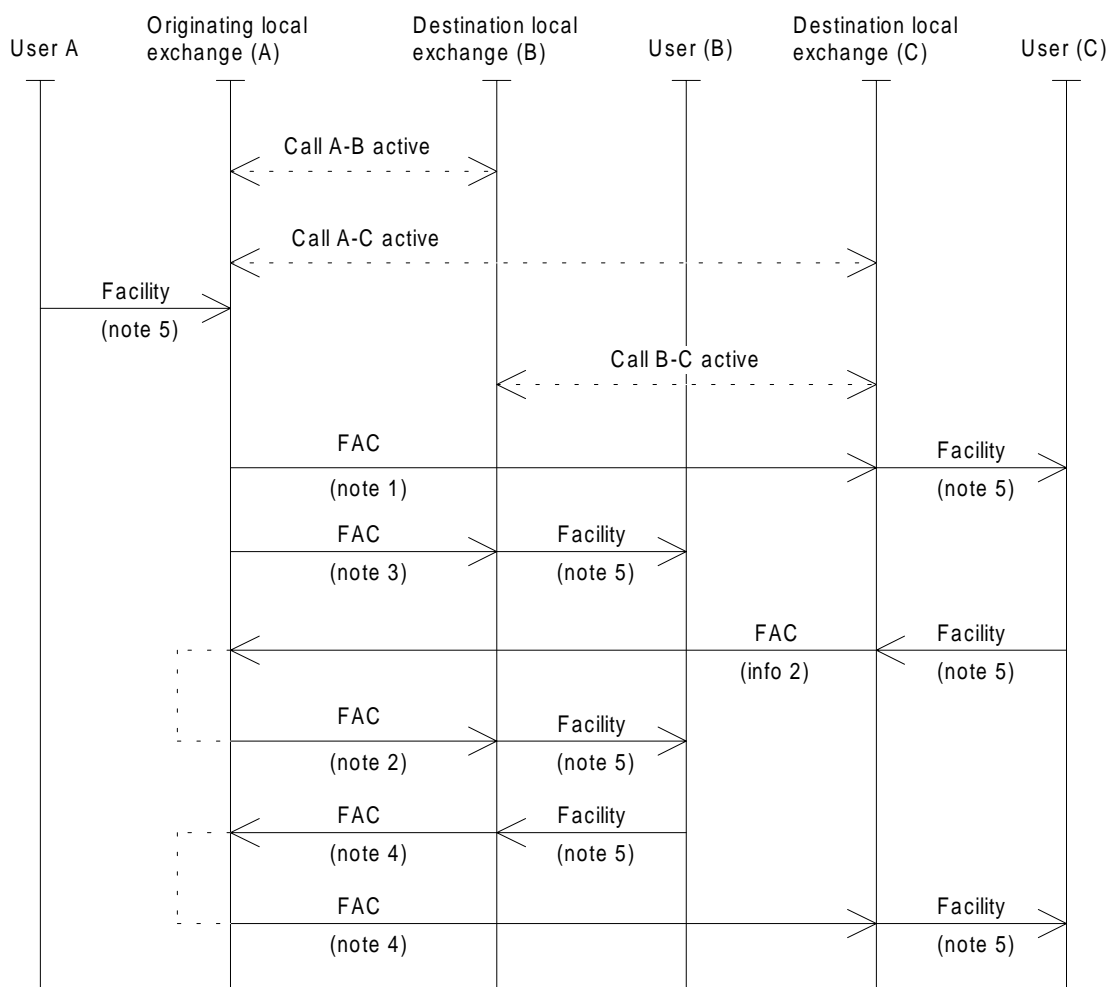 User A
Originating local
exchange (A)
Destination local
exchange (B)
User (B)
Destination local
exchange (C)
User (C)
Call A-B active
Call A-C active
Facility
(note 5)
Call B-C active
FAC
(note 1)
Facility
(note 5)
FAC
(note 3)
Facility
(note 5)
FAC
(info 2)
Facility
(note 5)
FAC
(note 2)
Facility
(note 5)
FAC
(note 4)
Facility
(note 5)
FAC
(note 4)
Facility
(note 5)